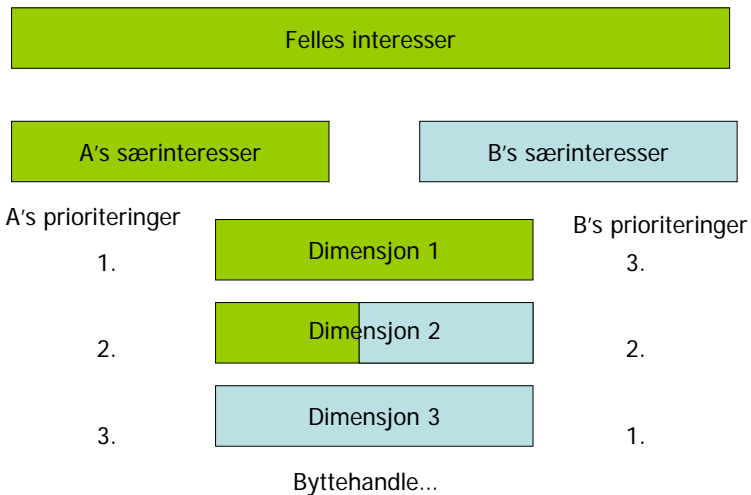 Felles interesser
A's særinteresser
B's særinteresser
A's prioriteringer
B's prioriteringer
1.
Dimensjon 1
3.
2.
Dimensjon 2
2.
3.
Dimensjon 3
1.
Byttehandle...